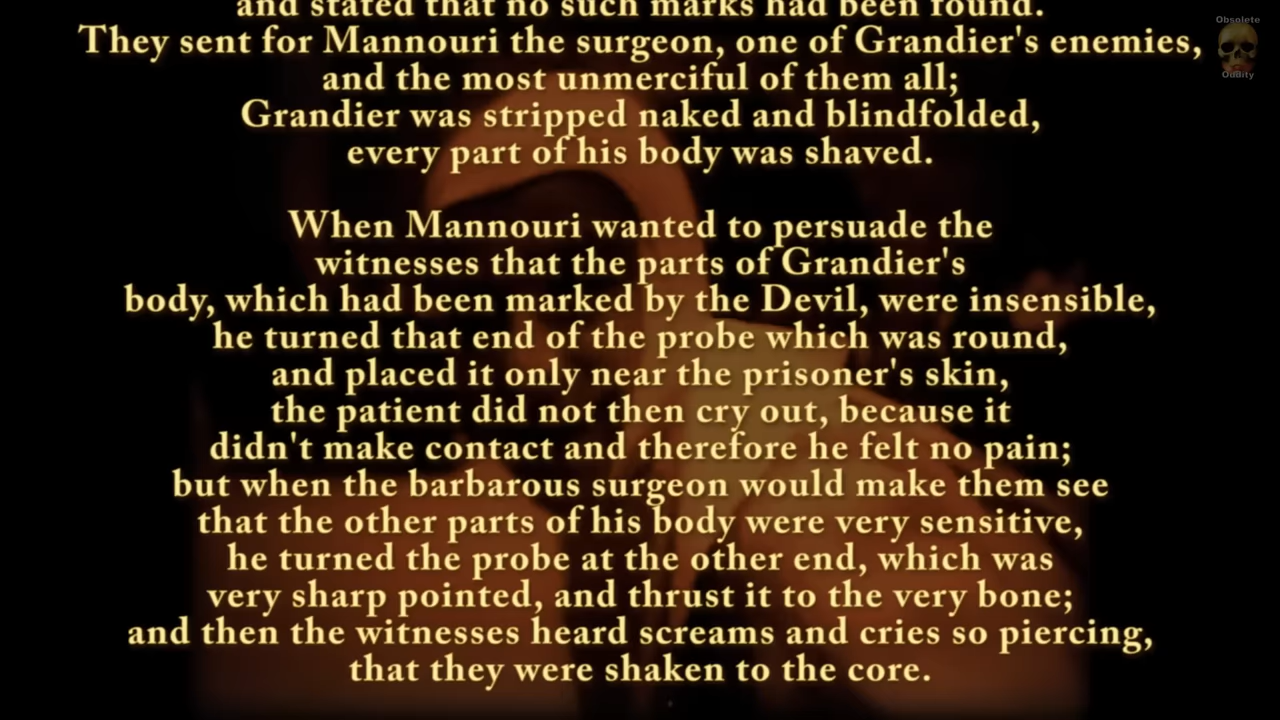 and stated that no such marks had been found.
They sent for Mannouri the surgeon, one of Grandier's enemies,
and the most unmerciful of them all;
Grandier was stripped naked and blindfolded,
every part of his body was shaved.
When Mannouri wanted to persuade the
witnesses that the parts of Grandier's
body, which had been marked by the Devil, were insensible,
he turned that end of the probe which was round,
and placed it only near the prisoner's skin,
the patient did not then cry out, because it
didn't make contact and therefore he felt no pain;
but when the barbarous surgeon would make them see
that the other parts of his body were very sensitive,
he turned the probe at the other end, which was
very sharp pointed, and thrust it to the very bone;
and then the witnesses heard screams and cries so piercing,
that they were shaken to the core.
Obsolete
Oddity